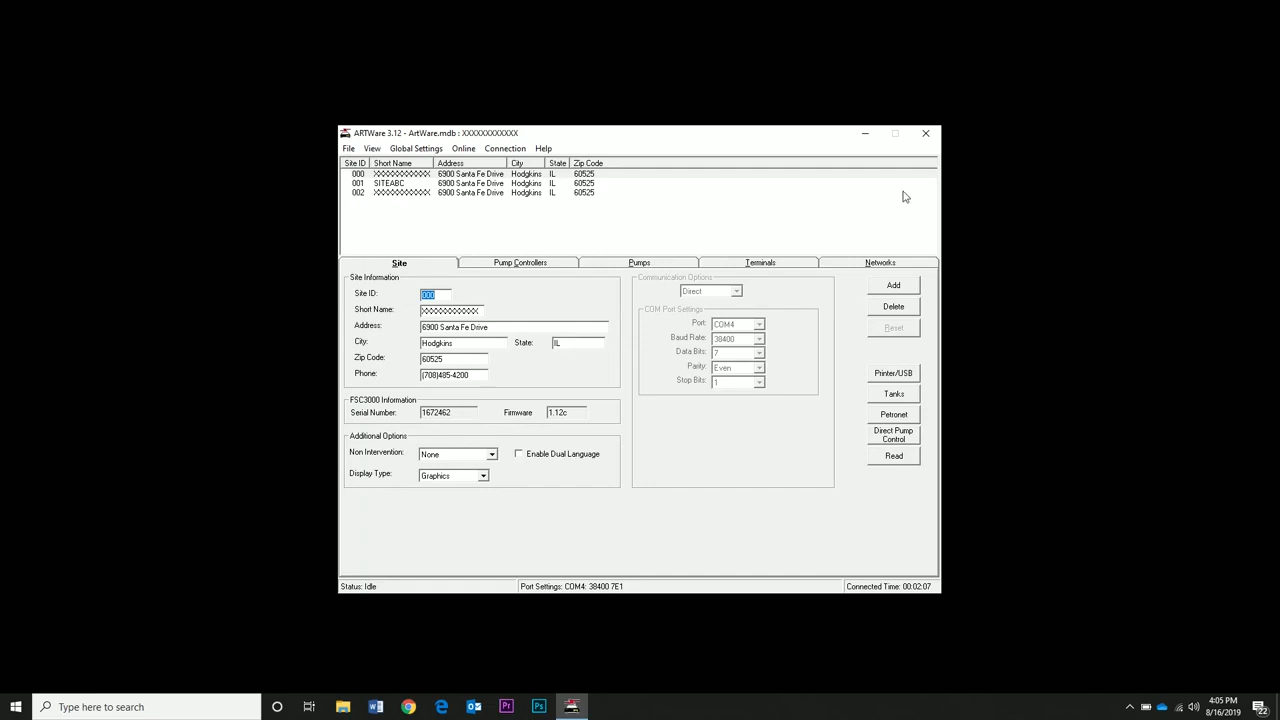 ARTWare 3.12 - ArtWare.mdb : XXXXXXXXXXXX
File View Global Settings Online Connection Help
Site ID Short Name Address City State Zip Code
000 XXXXXXXXXXXX 6900 Santa Fe Drive Hodgkins IL 60525
001 SITEABC 6900 Santa Fe Drive Hodgkins IL 60525
002 XXXXXXXXXXXX 6900 Santa Fe Drive Hodgkins IL 60525
Site Pump Controllers Pumps Terminals Networks
Site Information
Site ID: 000
Short Name: XXXXXXXXXXXX
Address: 6900 Santa Fe Drive
City: Hodgkins State: IL
Zip Code: 60525
Phone: (708)485-4200
FSC3000 Information
Serial Number: 1672462 Firmware 1.12c
Additional Options
Non Intervention: None Enable Dual Language
Display Type: Graphics
Communication Options
Direct
COM Port Settings
Port: COM4
Baud Rate: 38400
Data Bits: 7
Parity: Even
Stop Bits: 1
Add
Delete
Reset
Printer/USB
Tanks
Petronet
Direct Pump
Control
Read
Status: Idle Port Settings: COM4: 38400 7E1 Connected Time: 00:02:07
Type here to search
4:05 PM
8/16/2019
22